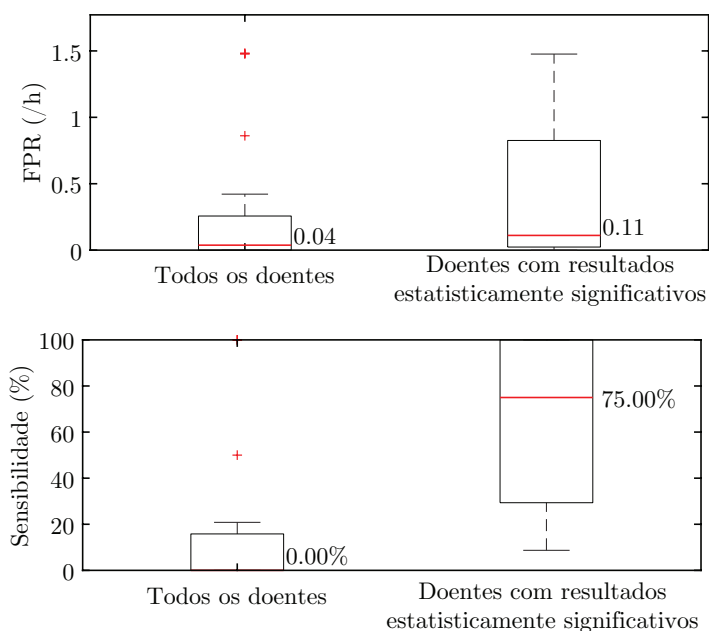 1.5
1
0.5
0
FPR (/h)
0.04
0.11
Todos os doentes
Doentes com resultados
estatisticamente significativos
100
80
60
40
20
0
Sensibilidade (%)
75.00%
0.00%
Todos os doentes
Doentes com resultados
estatisticamente significativos